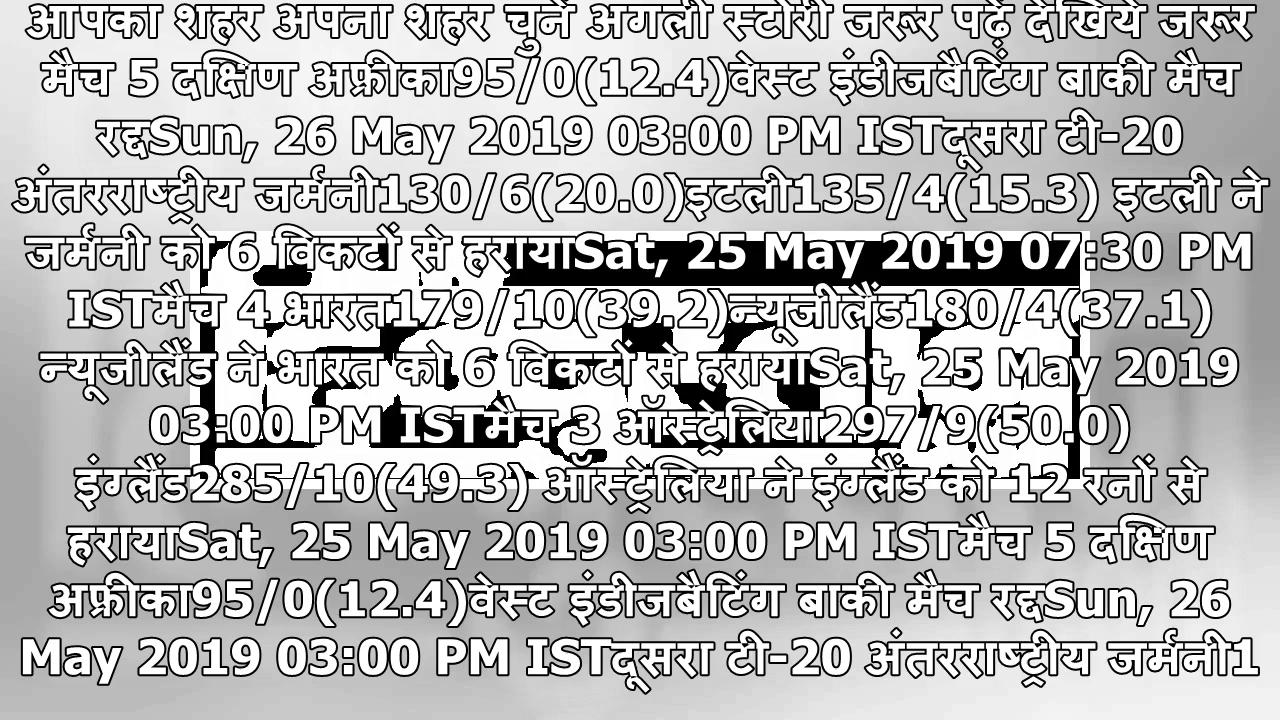 आपका शहर अपना शहर चुनें अगली स्टोरी जरूर पढ़ें देखिये जरूर
मैच 5 दक्षिण अफ़्रीका95/0(12.4)वेस्ट इंडीजबैटिंग बाकी मैच
रद्दSun, 26 May 2019 03:00 PM ISTदूसरा टी-20
अंतरराष्ट्रीय जर्मनी130/6(20.0)इटली135/4(15.3) इटली ने
जर्मनी को 6 विकटों से हरायाSat, 25 May 2019 07:30 PM
ISTमैच 4 भारत179/10(39.2)न्यूजीलैंड180/4(37.1)
न्यूजीलैंड ने भारत को 6 विकटों से हरायाSat, 25 May 2019
03:00 PM ISTमैच 3 ऑस्ट्रेलिया297/9(50.0)
इंग्लैंड285/10(49.3) ऑस्ट्रेलिया ने इंग्लैंड को 12 रनों से
हरायाSat, 25 May 2019 03:00 PM ISTमैच 5 दक्षिण
अफ़्रीका95/0(12.4)वेस्ट इंडीजबैटिंग बाकी मैच रद्दSun, 26
May 2019 03:00 PM ISTदूसरा टी-20 अंतरराष्ट्रीय जर्मनी1